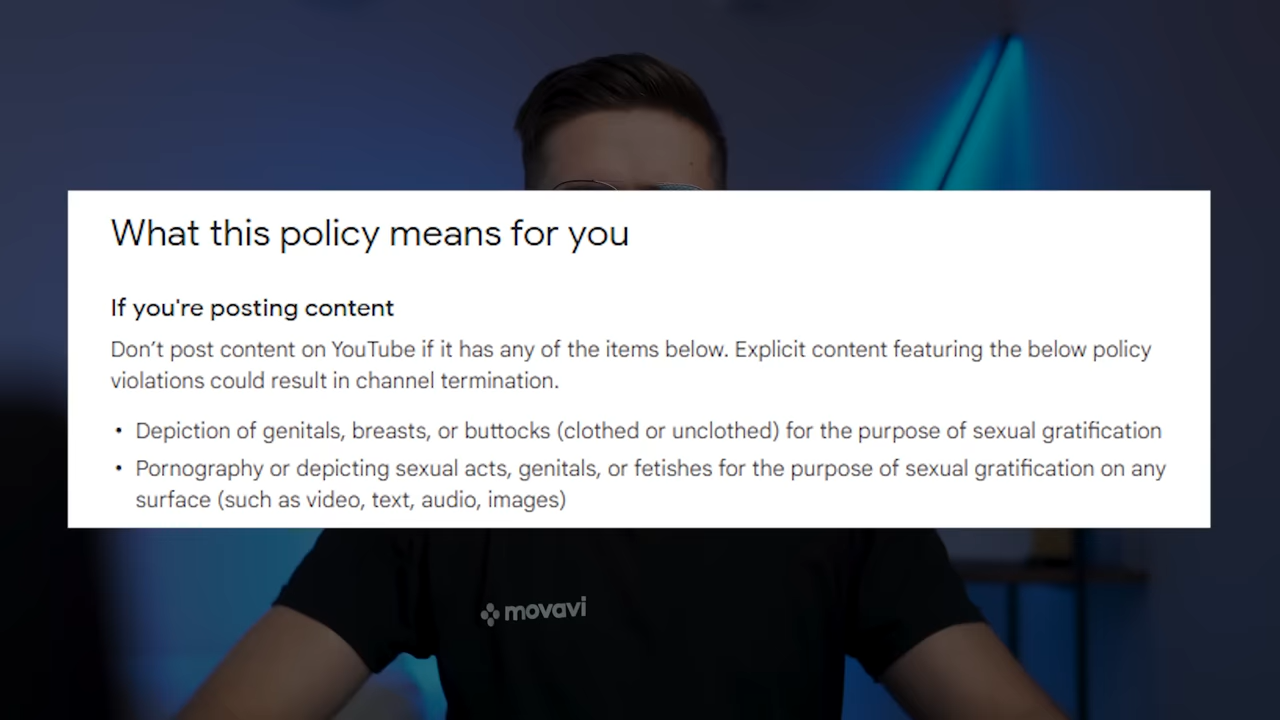 What this policy means for you
If you're posting content
Don’t post content on YouTube if it has any of the items below. Explicit content featuring the below policy
violations could result in channel termination.
• Depiction of genitals, breasts, or buttocks (clothed or unclothed) for the purpose of sexual gratification
• Pornography or depicting sexual acts, genitals, or fetishes for the purpose of sexual gratification on any
surface (such as video, text, audio, images)
movavi